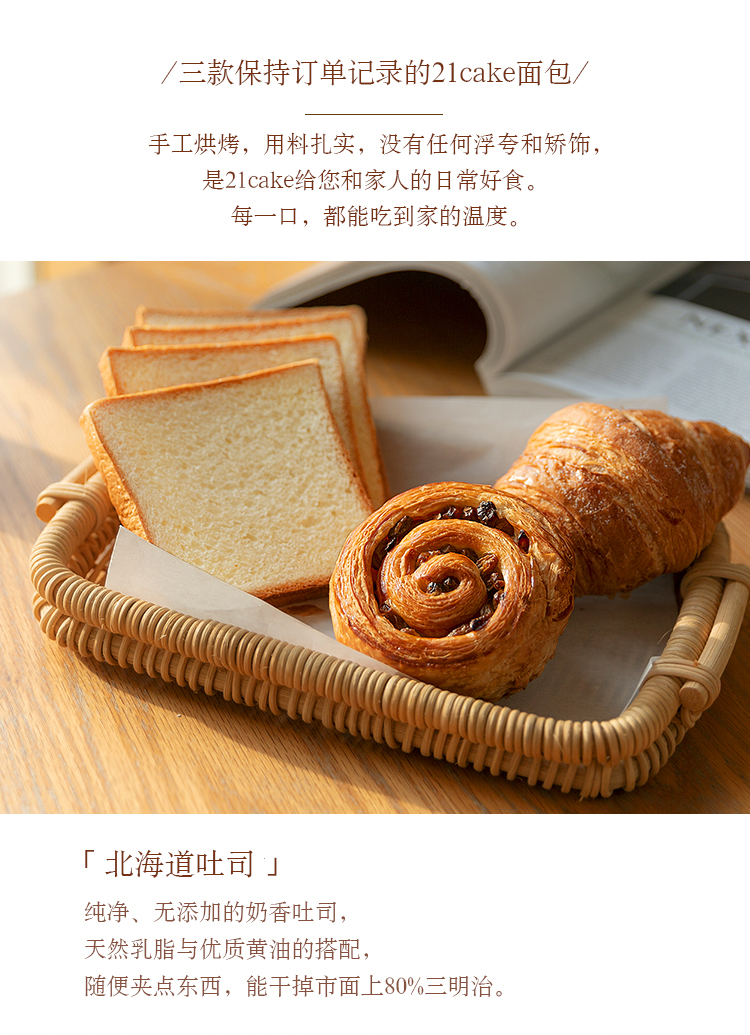 /三款保持订单记录的21cake面包/
手工烘烤，用料扎实，没有任何浮夸和矫饰，
是21cake给您和家人的日常好食。
每一口，都能吃到家的温度。
「 北海道吐司 」
纯净、无添加的奶香吐司，
天然乳脂与优质黄油的搭配，
随便夹点东西，能干掉市面上80%三明治。